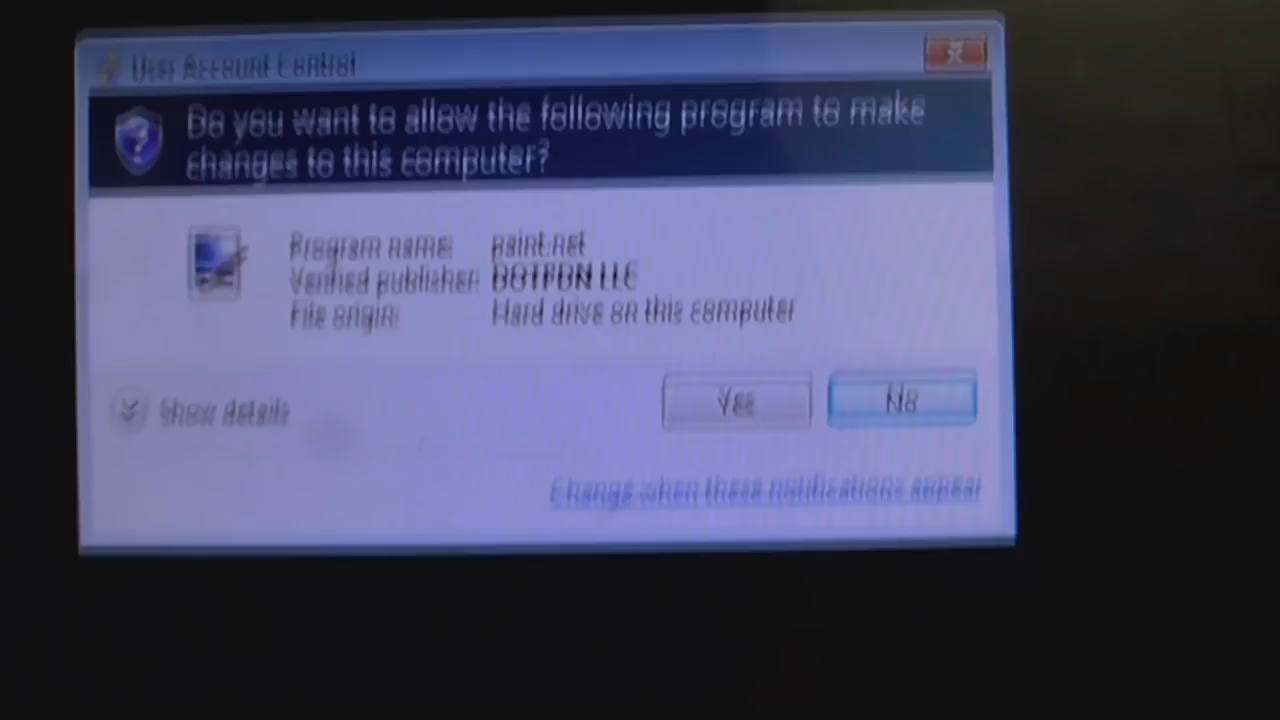 User Account Control
Do you want to allow the following program to make
changes to this computer?
Program name: paint.net
Verified publisher: DOTPDN LLC
File origin: Hard drive on this computer
Show details
Yes No
Change when these notifications appear